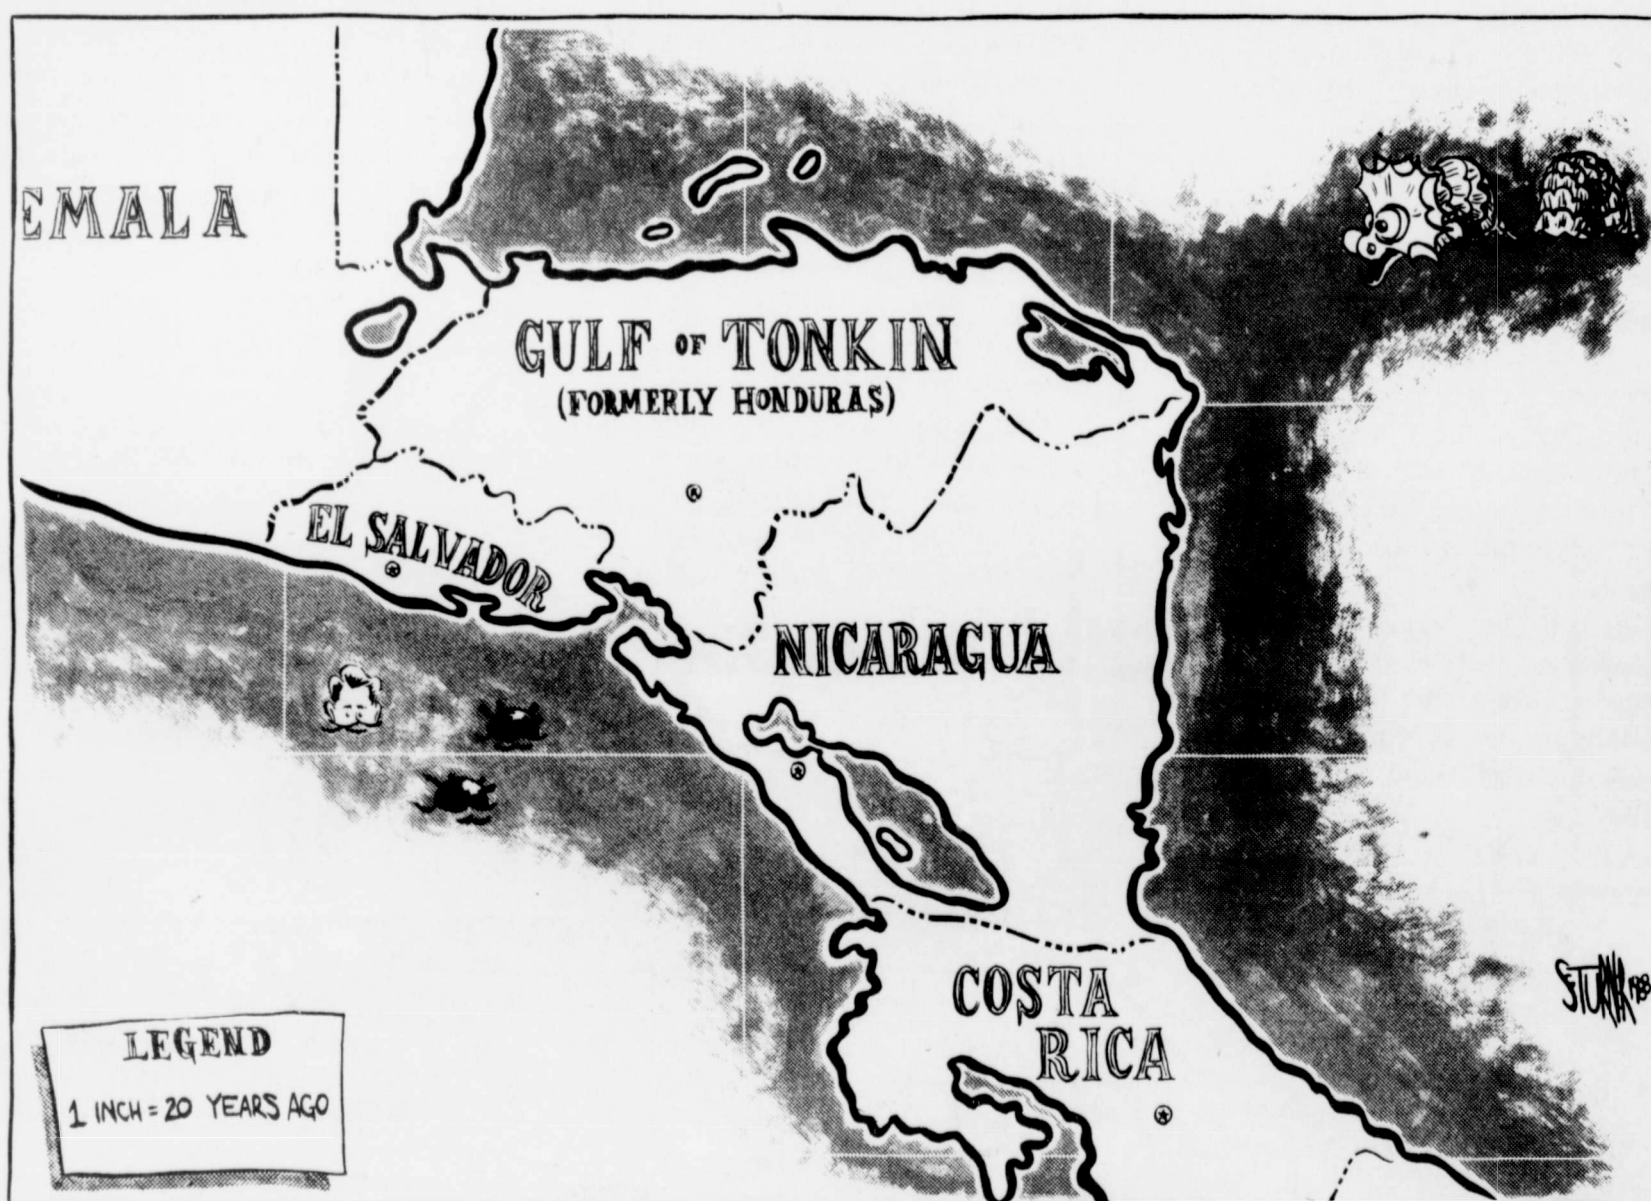 EMALA
GULF OF TONKIN
(FORMERLY HONDURAS)
EL SALVADOR
NICARAGUA
COSTA
RICA
LEGEND
1 INCH = 20 YEARS AGO